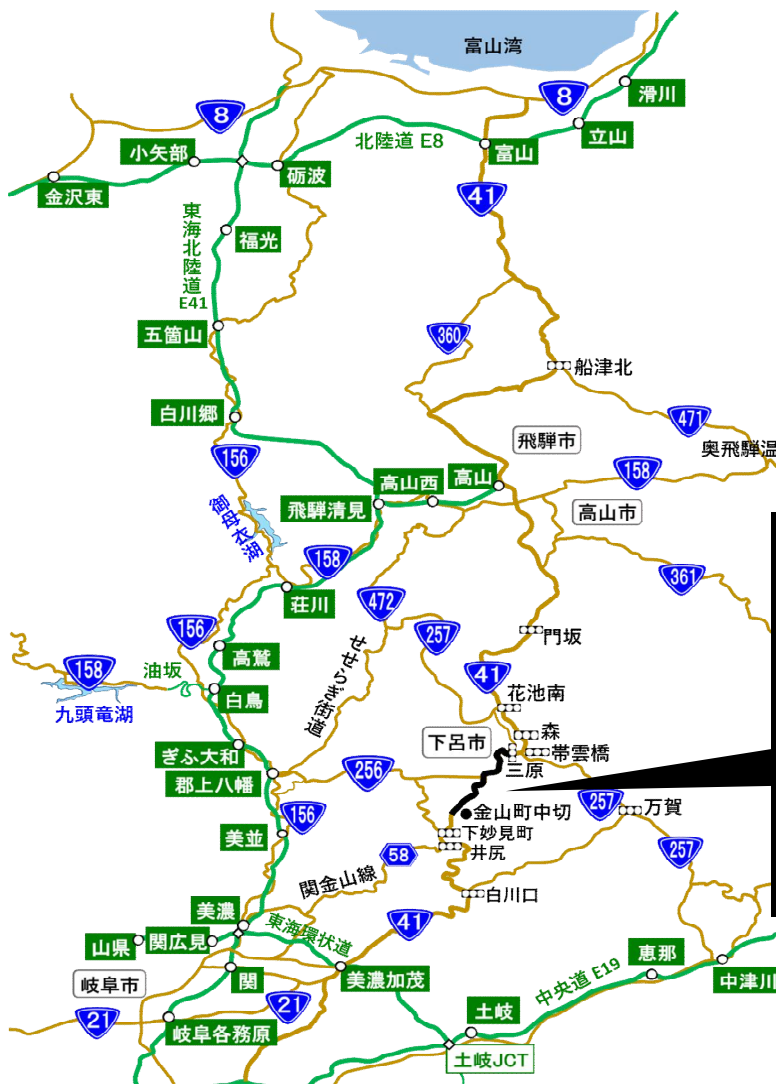 富山湾
8
8
滑川
北陸道 E8
立山
小矢部
富山
砺波
金沢東
41
東海北陸道
E41
福光
五箇山
360
船津北
白川郷
471
飛騨市
奥飛騨温
156
高山西
高山
158
飛騨清見
高山市
御母衣湖
158
361
荘川
472
156
257
門坂
高鷲
せせらぎ街道
158
油坂
41
白鳥
花池南
九頭竜湖
森
下呂市
ぎふ大和
帯雲橋
三原
郡上八幡
256
257
万賀
156
金山町中切
美並
下妙見町
井尻
58
257
関金山線
白川口
美濃
41
東海環状道
山県
関広見
恵那
関
美濃加茂
中央道 E19
中津川
岐阜市
21
21
土岐
岐阜各務原
土岐JCT